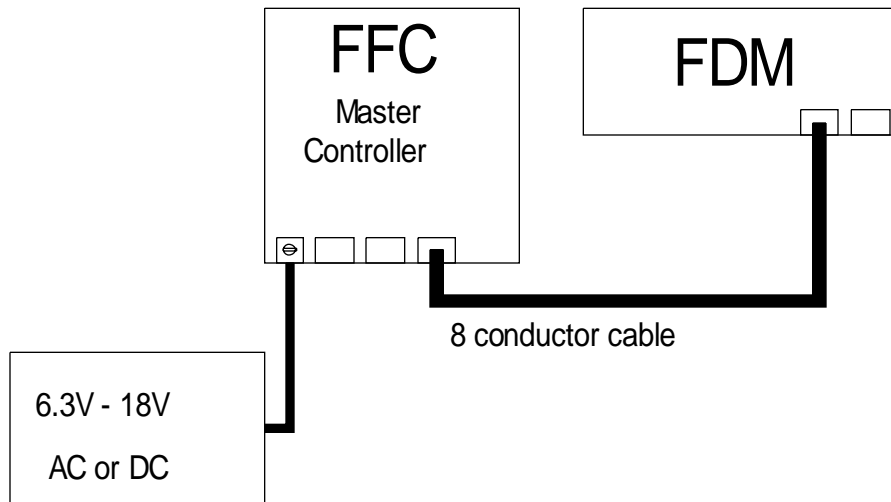 FFC
Master
Controller
FDM
8 conductor cable
6.3V - 18V
AC or DC